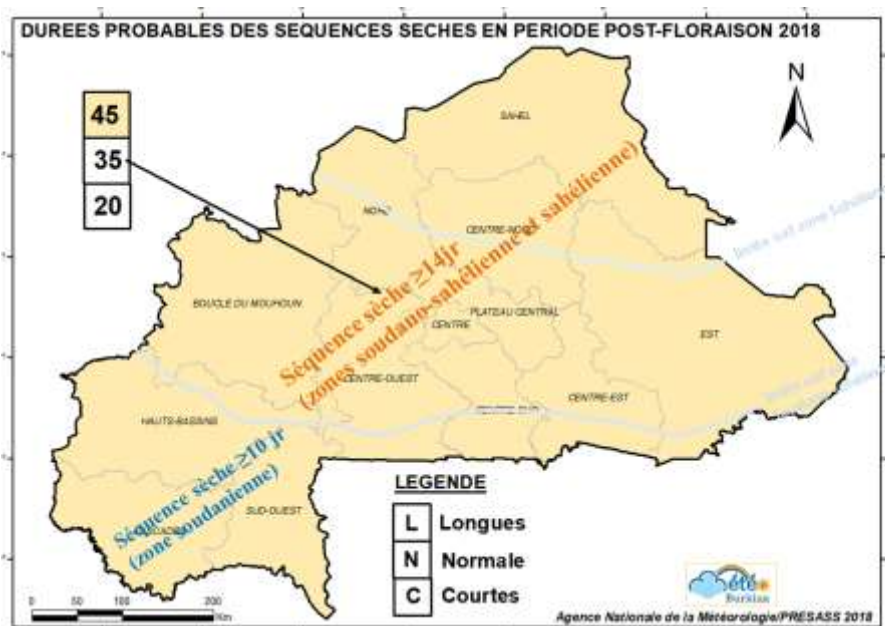 DUREES PROBABLES DES SEQUENCES SECHES EN PERIODE POST-FLORAISON 2018
N
45
35
20
SAHEL
NORD
CENTRE-NORD
BOUCLE DU MOUHOUN
PLATEAU CENTRAL
CENTRE
EST
CENTRE-OUEST
CENTRE-EST
HAUTS-BASSINS
SUD-OUEST
Séquence sèche ≥14jr
(zones soudano-sahélienne et sahélienne)
Séquence sèche ≥10 jr
(zone soudanienne)
LEGENDE
L Longues
N Normale
C Courtes
0 50 100 200
Km
été
Burkina
Agence Nationale de la Météorologie/PRESASS 2018